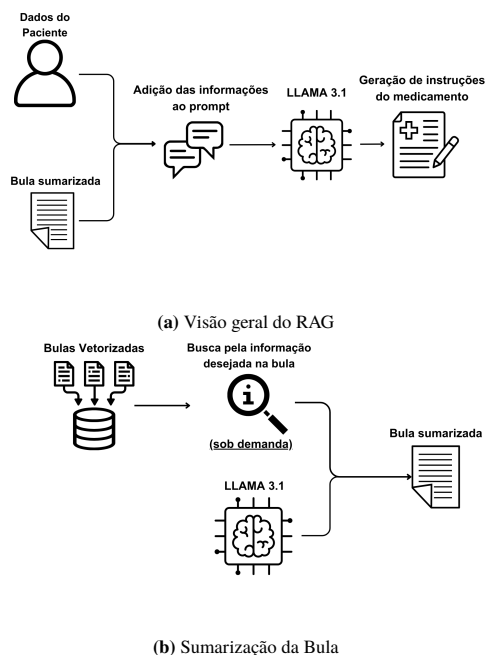 Dados do
Paciente
Adição das informações
ao prompt
LLAMA 3.1
Geração de instruções
do medicamento
Bula sumarizada
(a) Visão geral do RAG
Bulas Vetorizadas
Busca pela informação
desejada na bula
(sob demanda)
Bula sumarizada
LLAMA 3.1
(b) Sumarização da Bula